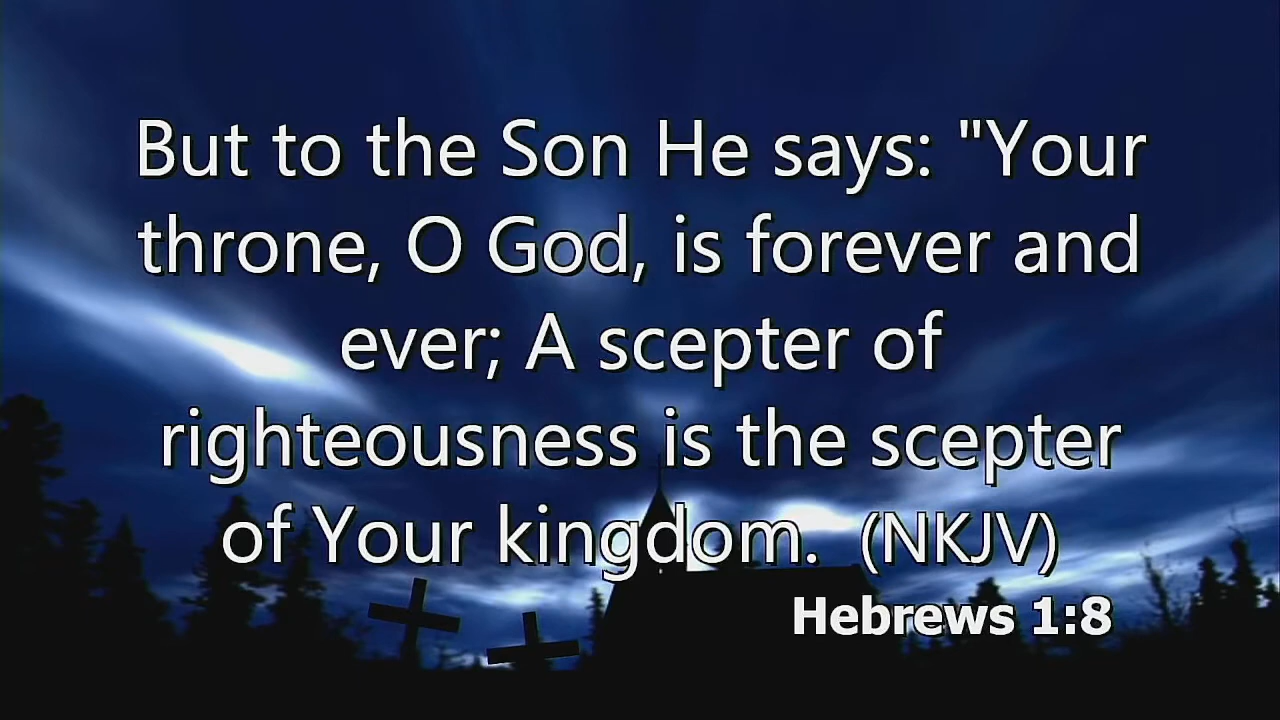 But to the Son He says: "Your
throne, O God, is forever and
ever; A scepter of
righteousness is the scepter
of Your kingdom. (NKJV)
Hebrews 1:8